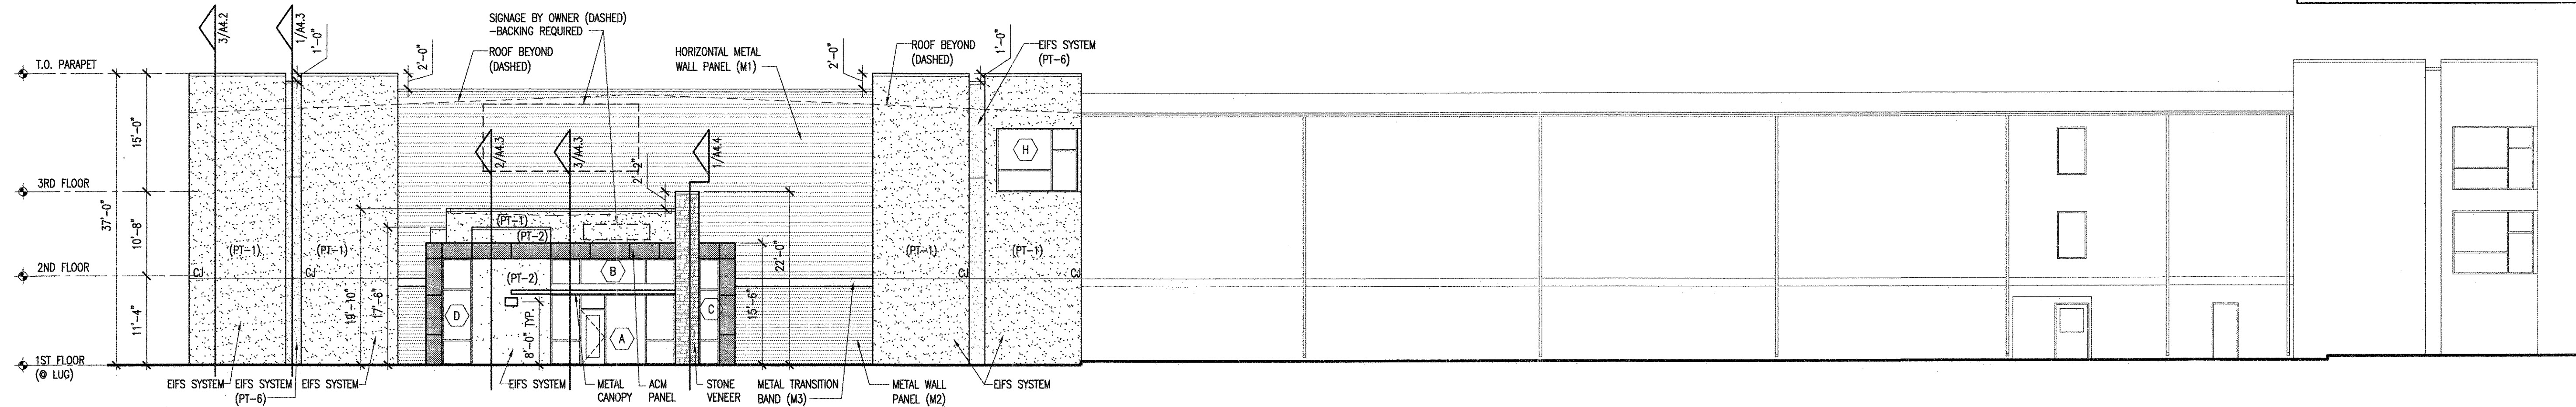 3/A4.2
1/A4.3
1'-0"
SIGNAGE BY OWNER (DASHED)
-BACKING REQUIRED
ROOF BEYOND
(DASHED)
2'-0"
HORIZONTAL METAL
WALL PANEL (M1)
2'-0"
ROOF BEYOND
(DASHED)
1'-0"
EIFS SYSTEM
(PT-6)
T.O. PARAPET
15'-0"
2/A4.3
3/A4.3
1/A4.4
H
2'-2"
3RD FLOOR
37'-0"
10'-8"
(PT-1)
(PT-1)
(PT-1)
(PT-2)
(PT-1)
(PT-1)
2ND FLOOR
CJ
CJ
CJ
CJ
(PT-2)
B
22'-0"
19'-10"
17'-6"
15'-6"
11'-4"
D
C
A
8'-0" TYP.
1ST FLOOR
(@ LUG)
EIFS SYSTEM
EIFS SYSTEM
(PT-6)
EIFS SYSTEM
EIFS SYSTEM
METAL
CANOPY
ACM
PANEL
STONE
VENEER
METAL TRANSITION
BAND (M3)
METAL WALL
PANEL (M2)
EIFS SYSTEM